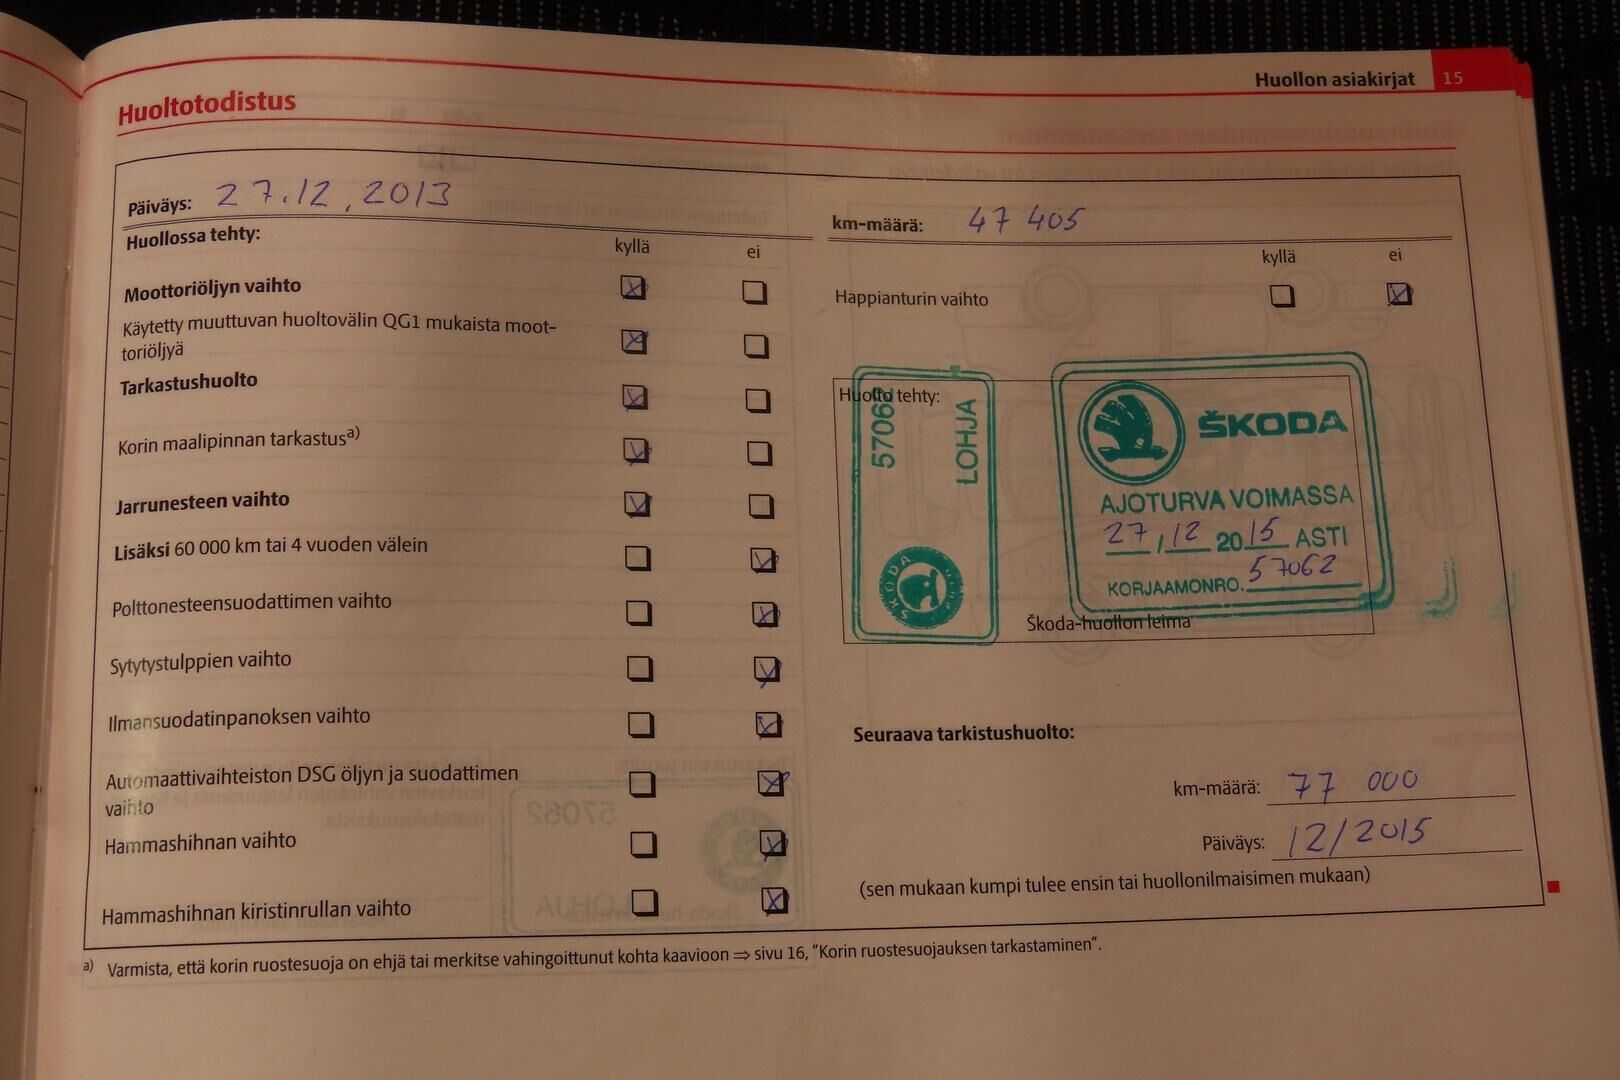 Huollon asiakirjat 15
Huoltotodistus
Päiväys: 27.12.2013
km-määrä: 47 405
Huollossa tehty:
kyllä ei
kyllä ei
Moottoriöljyn vaihto
Happianturin vaihto
Käytetty muuttuvan huoltovälin QG1 mukaista moot-
toriöljyä
Tarkastushuolto
Korin maalipinnan tarkastus a)
Jarrunesteen vaihto
Lisäksi 60 000 km tai 4 vuoden välein
Polttonesteensuodattimen vaihto
Sytytystulppien vaihto
Ilmansuodatinpanoksen vaihto
Automaattivaihteiston DSG öljyn ja suodattimen
vaihto
Hammashihnan vaihto
Hammashihnan kiristinrullan vaihto
Huolto tehty:
57062
LOHJA
SKODA
ŠKODA
AJOTURVA VOIMASSA
27,12 2015 ASTI
KORJAAMONRO. 57062
Škoda-huollon leima
Seuraava tarkistushuolto:
km-määrä: 77 000
Päiväys: 12/2015
(sen mukaan kumpi tulee ensin tai huollonilmaisimen mukaan)
a) Varmista, että korin ruostesuoja on ehjä tai merkitse vahingoittunut kohta kaavioon ⇒ sivu 16, "Korin ruostesuojauksen tarkastaminen".